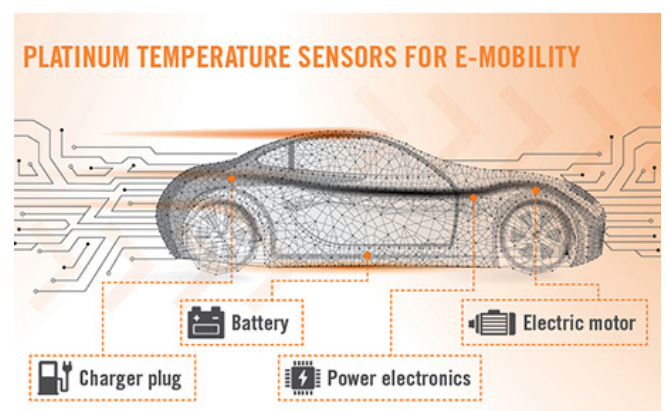 PLATINUM TEMPERATURE SENSORS FOR E-MOBILITY
Battery
Electric motor
Charger plug
Power electronics